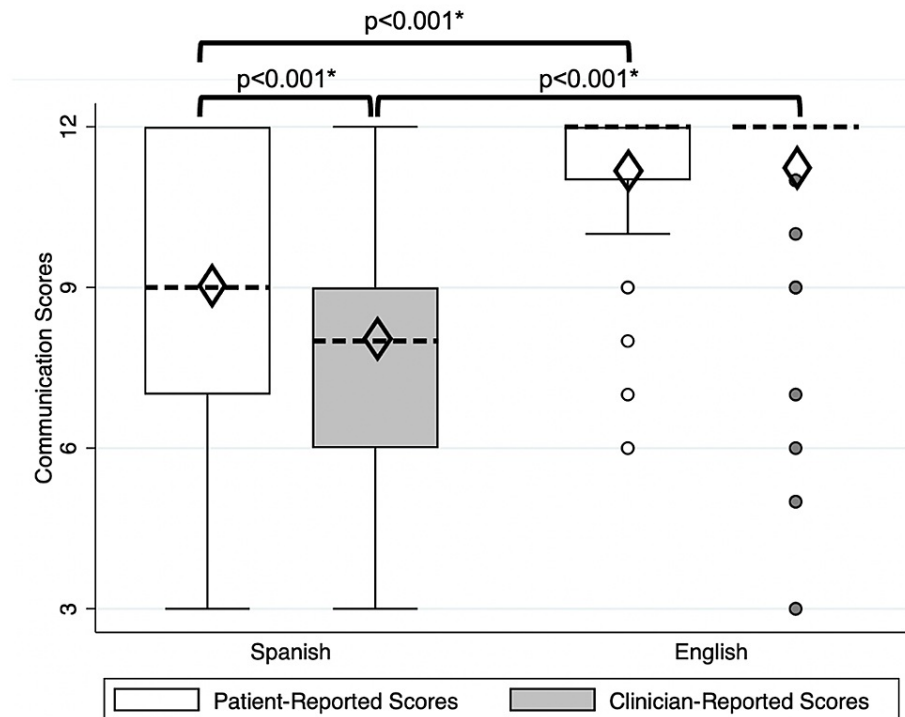 p<0.001*
p<0.001* p<0.001*
12
9
6
3
Communication Scores
Spanish English
Patient-Reported Scores Clinician-Reported Scores